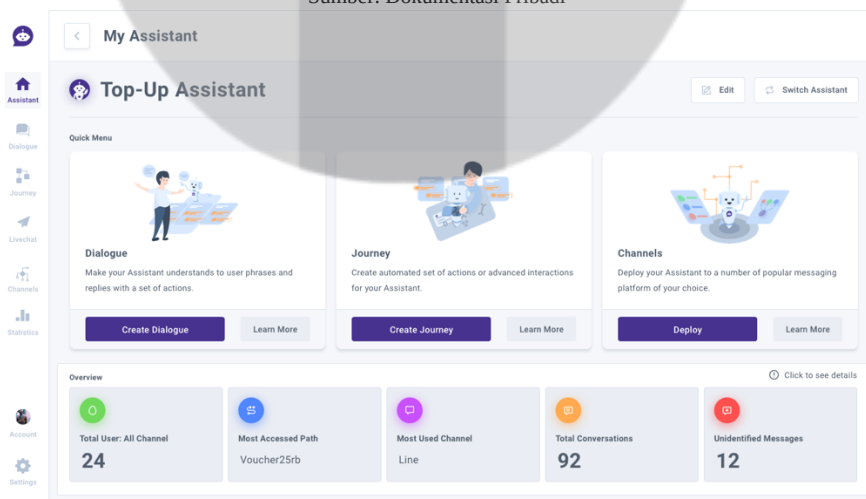 Sumber: Dokumentasi Pribadi
My Assistant
Top-Up Assistant
Edit
Switch Assistant
Assistant
Dialogue
Journey
Livechat
Channels
Statistics
Account
Settings
Quick Menu
Dialogue
Make your Assistant understands to user phrases and
replies with a set of actions.
Create Dialogue
Learn More
Journey
Create automated set of actions or advanced interactions
for your Assistant.
Create Journey
Learn More
Channels
Deploy your Assistant to a number of popular messaging
platform of your choice.
Deploy
Learn More
Overview
Click to see details
Total User: All Channel
24
Most Accessed Path
Voucher25rb
Most Used Channel
Line
Total Conversations
92
Unidentified Messages
12